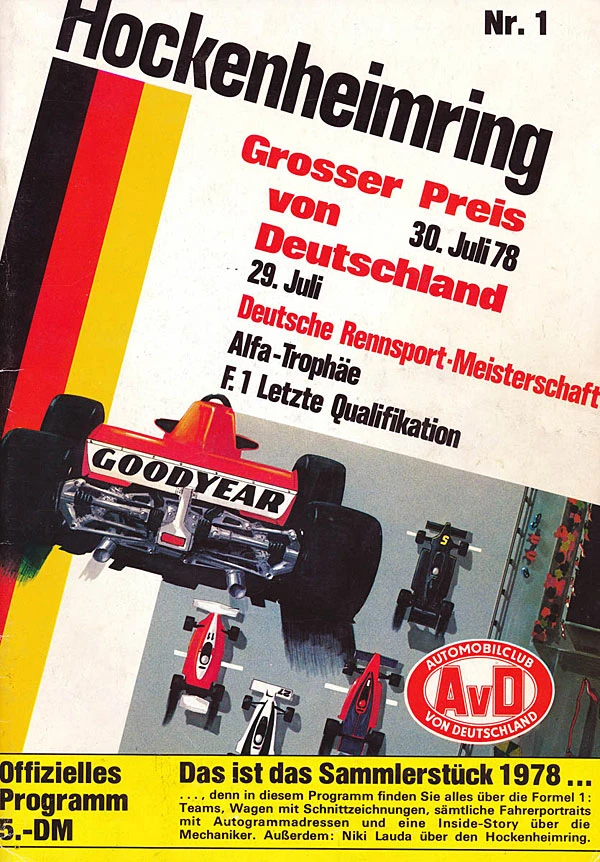 Nr. 1
Hockenheimring
Grosser Preis
von
30. Juli 78
Deutschland
29. Juli
Deutsche Rennsport-Meisterschaft
Alfa-Trophäe
F.1 Letzte Qualifikation
GOODYEAR
5
AUTOMOBILCLUB
AvD
VON DEUTSCHLAND
Offizielles
Programm
5.-DM
Das ist das Sammlerstück 1978 ...
. . . ., denn in diesem Programm finden Sie alles über die Formel 1:
Teams, Wagen mit Schnittzeichnungen, sämtliche Fahrerportraits
mit Autogrammadressen und eine Inside-Story über die
Mechaniker. Außerdem: Niki Lauda über den Hockenheimring.